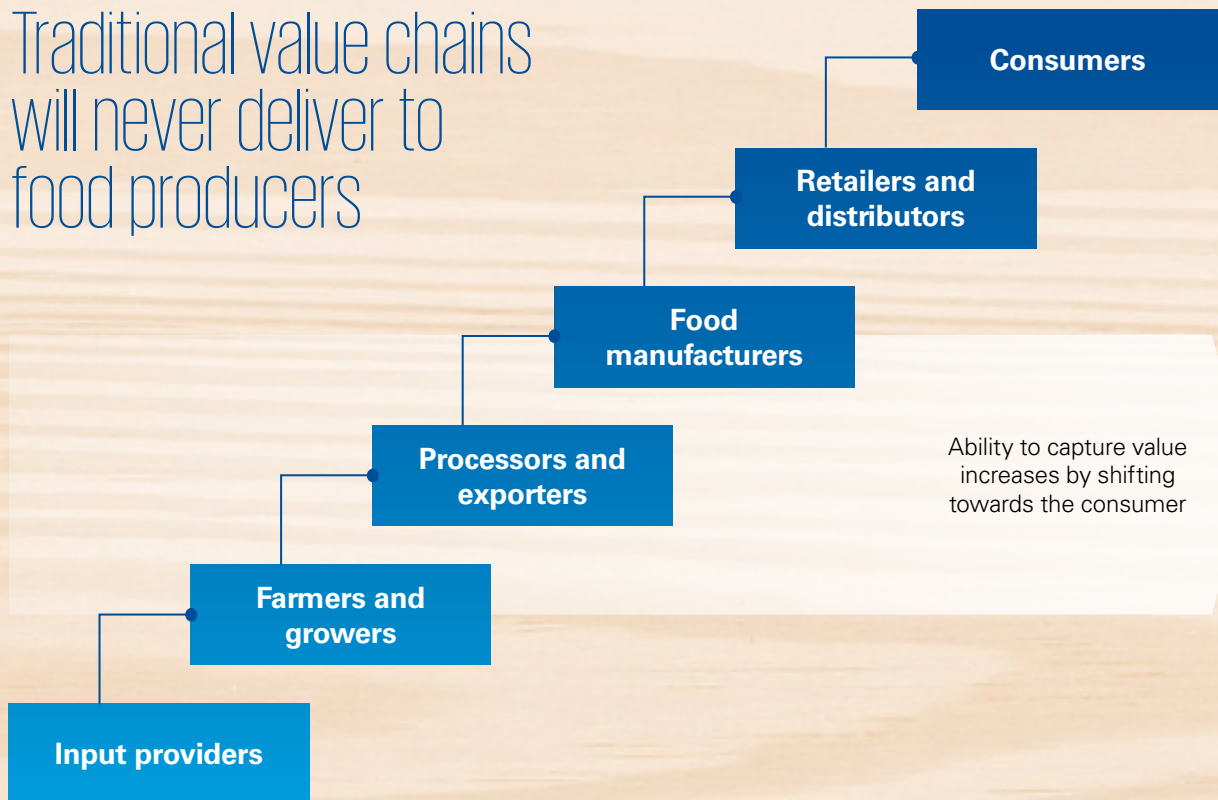 Traditional value chains
will never deliver to
food producers
Consumers
Retailers and
distributors
Food
manufacturers
Processors and
exporters
Ability to capture value
increases by shifting
towards the consumer
Farmers and
growers
Input providers